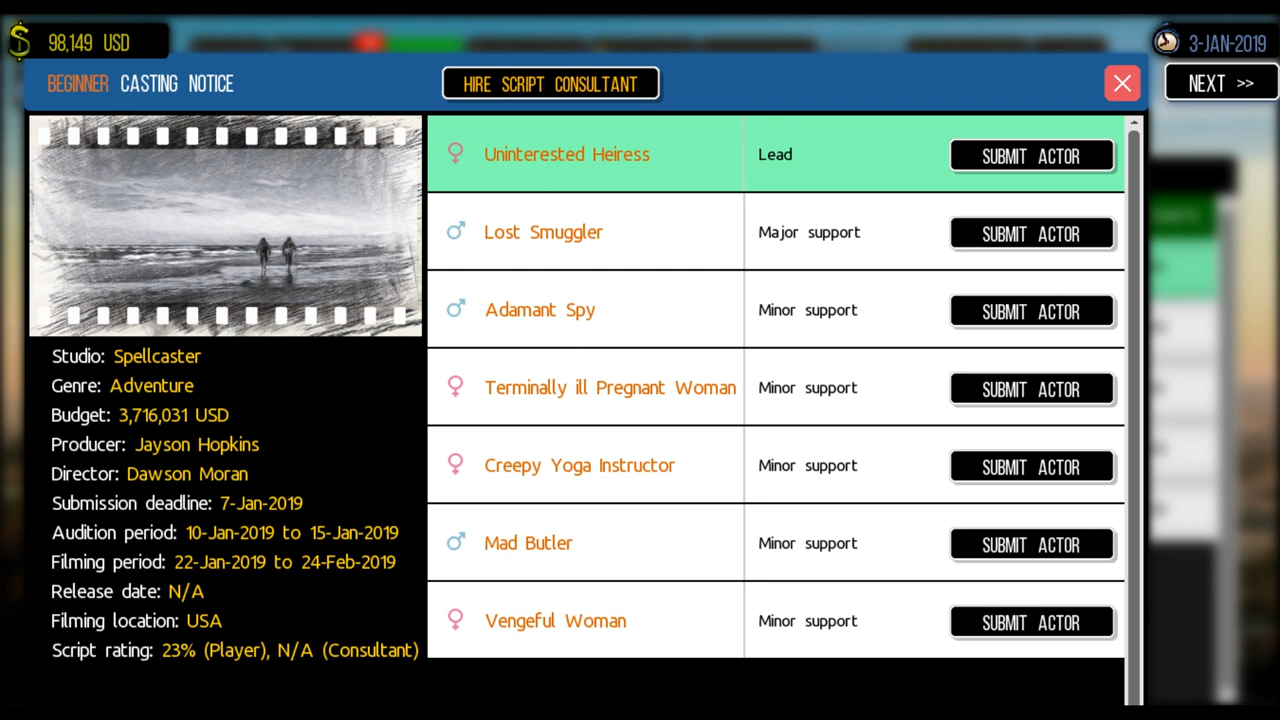 98,149 USD
3-JAN-2019
BEGINNER CASTING NOTICE
HIRE SCRIPT CONSULTANT
NEXT >>
Uninterested Heiress Lead SUBMIT ACTOR
Lost Smuggler Major support SUBMIT ACTOR
Adamant Spy Minor support SUBMIT ACTOR
Terminally ill Pregnant Woman Minor support SUBMIT ACTOR
Creepy Yoga Instructor Minor support SUBMIT ACTOR
Mad Butler Minor support SUBMIT ACTOR
Vengeful Woman Minor support SUBMIT ACTOR
Studio: Spellcaster
Genre: Adventure
Budget: 3,716,031 USD
Producer: Jayson Hopkins
Director: Dawson Moran
Submission deadline: 7-Jan-2019
Audition period: 10-Jan-2019 to 15-Jan-2019
Filming period: 22-Jan-2019 to 24-Feb-2019
Release date: N/A
Filming location: USA
Script rating: 23% (Player), N/A (Consultant)